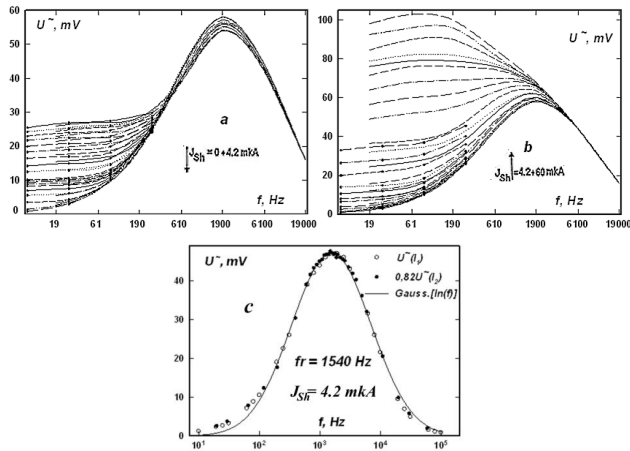 60
50
40
30
20
10
0
U~, mV
a
J_Sh = 0÷4.2 mkA
f, Hz
19 61 190 610 1900 6100 19000
100
80
60
40
20
0
U~, mV
b
J_Sh = 4.2÷60 mkA
f, Hz
19 61 190 610 1900 6100 19000
U~, mV
40
30
20
10
0
c
U~(I₁)
0,82U~(I₂)
Gauss.[ln(f)]
fr = 1540 Hz
J_Sh = 4.2 mkA
f, Hz
10¹ 10² 10³ 10⁴ 10⁵